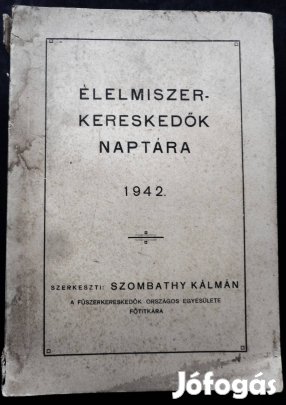 ÉLELMISZER-
KERESKEDŐK
NAPTÁRA
1942.
SZERKESZTI: SZOMBATHY KÁLMÁN
A FŰSZERKERESKEDŐK ORSZÁGOS EGYESÜLETE
FŐTITKÁRA
Jófogás